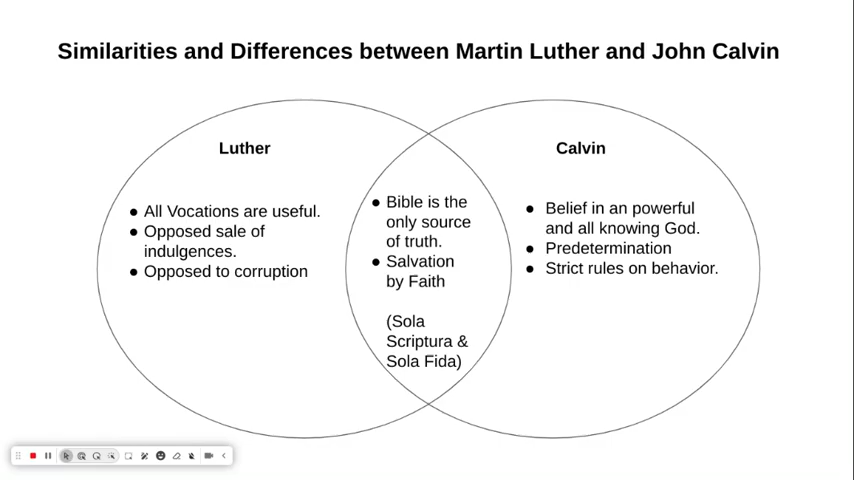 Similarities and Differences between Martin Luther and John Calvin
Luther
● All Vocations are useful.
● Opposed sale of
indulgences.
● Opposed to corruption
● Bible is the
only source
of truth.
● Salvation
by Faith
(Sola
Scriptura &
Sola Fida)
Calvin
● Belief in an powerful
and all knowing God.
● Predetermination
● Strict rules on behavior.